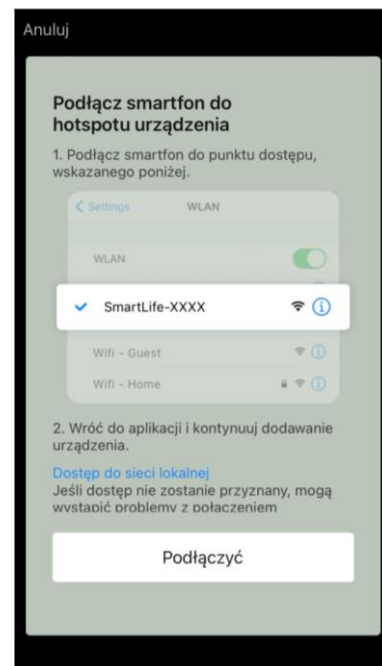 Anuluj
Podłącz smartfon do
hotspotu urządzenia
1. Podłącz smartfon do punktu dostępu,
wskazanego poniżej.
Settings WLAN
WLAN
SmartLife-XXXX
Wifi - Guest
Wifi - Home
2. Wróć do aplikacji i kontynuuj dodawanie
urządzenia.
Dostęp do sieci lokalnej
Jeśli dostęp nie zostanie przyznany, mogą
wystąpić problemy z połączeniem
Podłączyć